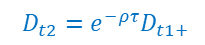 D_{t2} = e^{-ρτ} D_{t1+}